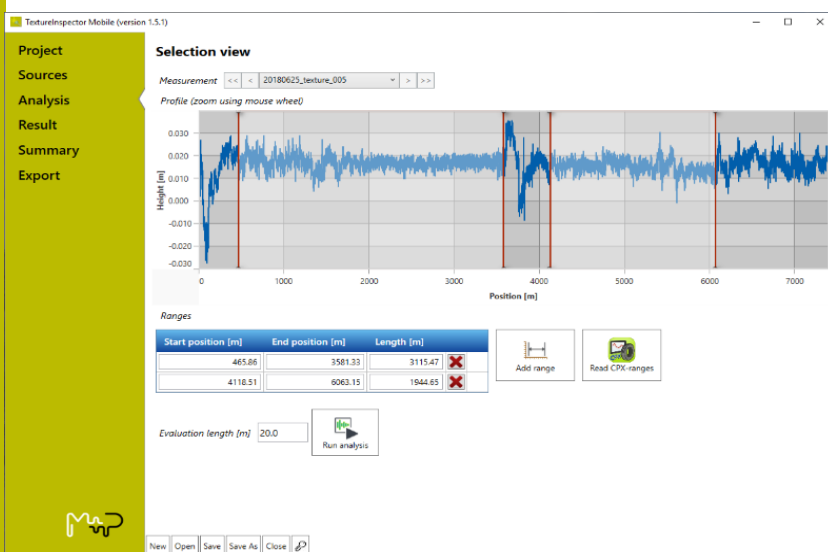 TextureInspector Mobile (version 1.5.1)
Project
Sources
Analysis
Result
Summary
Export
Selection view
Measurement << < 20180625_texture_005 > >>
Profile (zoom using mouse wheel)
Height [m]
0.030
0.020
0.010
0.000
-0.010
-0.020
-0.030
0 1000 2000 3000 4000 5000 6000 7000
Position [m]
Ranges
Start position [m] End position [m] Length [m]
465.86 3581.33 3115.47
4118.51 6063.15 1944.65
Add range
Read CPX-ranges
Evaluation length [m] 20.0
Run analysis
New Open Save Save As Close